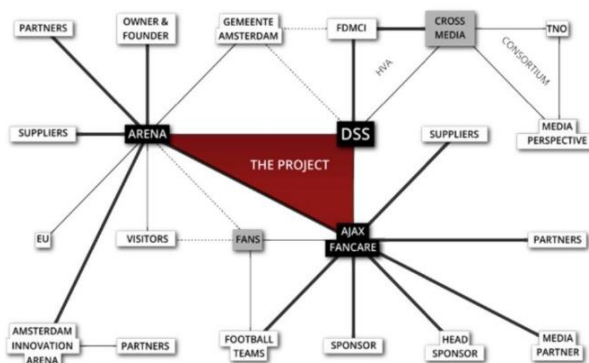 PARTNERS
OWNER &
FOUNDER
GEMEENTE
AMSTERDAM
FDMCI
CROSS
MEDIA
TNO
HVA
CONSORTIUM
SUPPLIERS
ARENA
DSS
SUPPLIERS
MEDIA
PERSPECTIVE
THE PROJECT
EU
VISITORS
FANS
AJAX
FANCARE
PARTNERS
AMSTERDAM
INNOVATION
ARENA
PARTNERS
FOOTBALL
TEAMS
SPONSOR
HEAD
SPONSOR
MEDIA
PARTNER